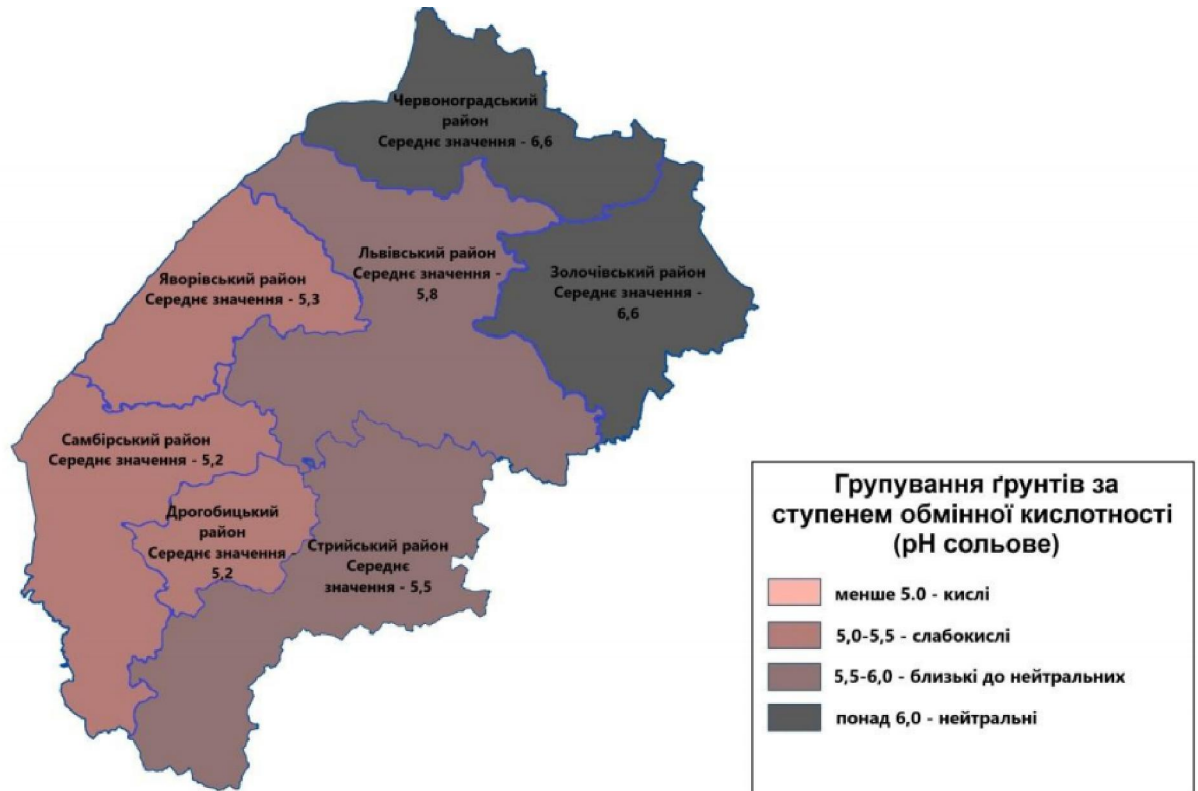 Червоноградський
район
Середнє значення - 6,6
Львівський район
Середнє значення -
5,8
Золочівський район
Середнє значення -
6,6
Яворівський район
Середнє значення - 5,3
Самбірський район
Середнє значення - 5,2
Дрогобицький
район
Середнє значення -
5,2
Стрийський район
Середнє
значення - 5,5
Групування ґрунтів за
ступенем обмінної кислотності
(рН сольове)
менше 5.0 - кислі
5,0-5,5 - слабокислі
5,5-6,0 - близькі до нейтральних
понад 6,0 - нейтральні